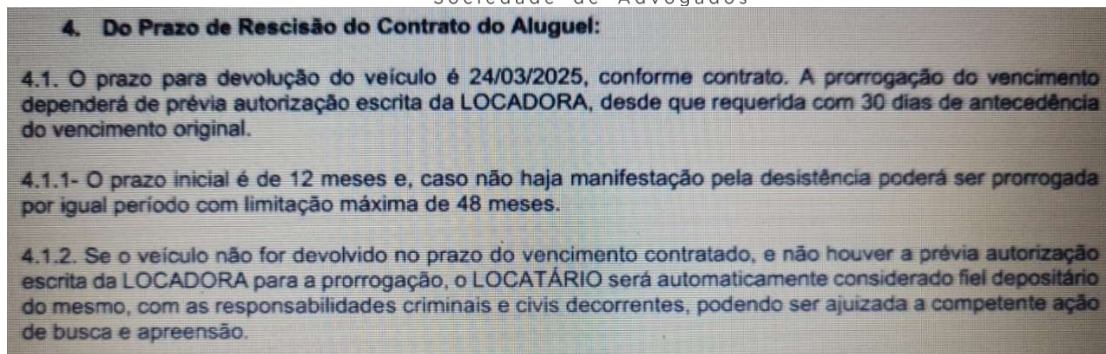 Sociedade de Advogados
4. Do Prazo de Rescisão do Contrato do Aluguel:
4.1. O prazo para devolução do veículo é 24/03/2025, conforme contrato. A prorrogação do vencimento
dependerá de prévia autorização escrita da LOCADORA, desde que requerida com 30 dias de antecedência
do vencimento original.
4.1.1- O prazo inicial é de 12 meses e, caso não haja manifestação pela desistência poderá ser prorrogada
por igual período com limitação máxima de 48 meses.
4.1.2. Se o veículo não for devolvido no prazo do vencimento contratado, e não houver a prévia autorização
escrita da LOCADORA para a prorrogação, o LOCATÁRIO será automaticamente considerado fiel depositário
do mesmo, com as responsabilidades criminais e civis decorrentes, podendo ser ajuizada a competente ação
de busca e apreensão.